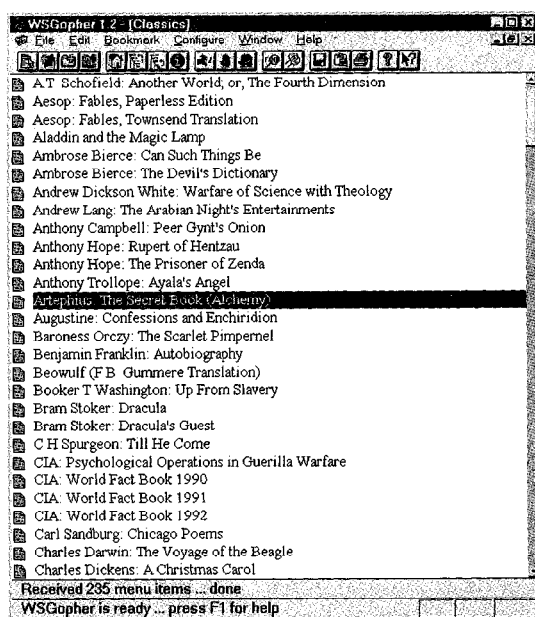 WSGopher 1.2 - [Classics]
File Edit Bookmark Configure Window Help
A.T. Schofield: Another World; or, The Fourth Dimension
Aesop: Fables, Paperless Edition
Aesop: Fables, Townsend Translation
Aladdin and the Magic Lamp
Ambrose Bierce: Can Such Things Be
Ambrose Bierce: The Devil's Dictionary
Andrew Dickson White: Warfare of Science with Theology
Andrew Lang: The Arabian Night's Entertainments
Anthony Campbell: Peer Gynt's Onion
Anthony Hope: Rupert of Hentzau
Anthony Hope: The Prisoner of Zenda
Anthony Trollope: Ayala's Angel
Artephius: The Secret Book (Alchemy)
Augustine: Confessions and Enchiridion
Baroness Orczy: The Scarlet Pimpernel
Benjamin Franklin: Autobiography
Beowulf (F B Gummere Translation)
Booker T Washington: Up From Slavery
Bram Stoker: Dracula
Bram Stoker: Dracula's Guest
C H Spurgeon: Till He Come
CIA: Psychological Operations in Guerilla Warfare
CIA: World Fact Book 1990
CIA: World Fact Book 1991
CIA: World Fact Book 1992
Carl Sandburg: Chicago Poems
Charles Darwin: The Voyage of the Beagle
Charles Dickens: A Christmas Carol
Received 235 menu items ... done
WSGopher is ready ... press F1 for help